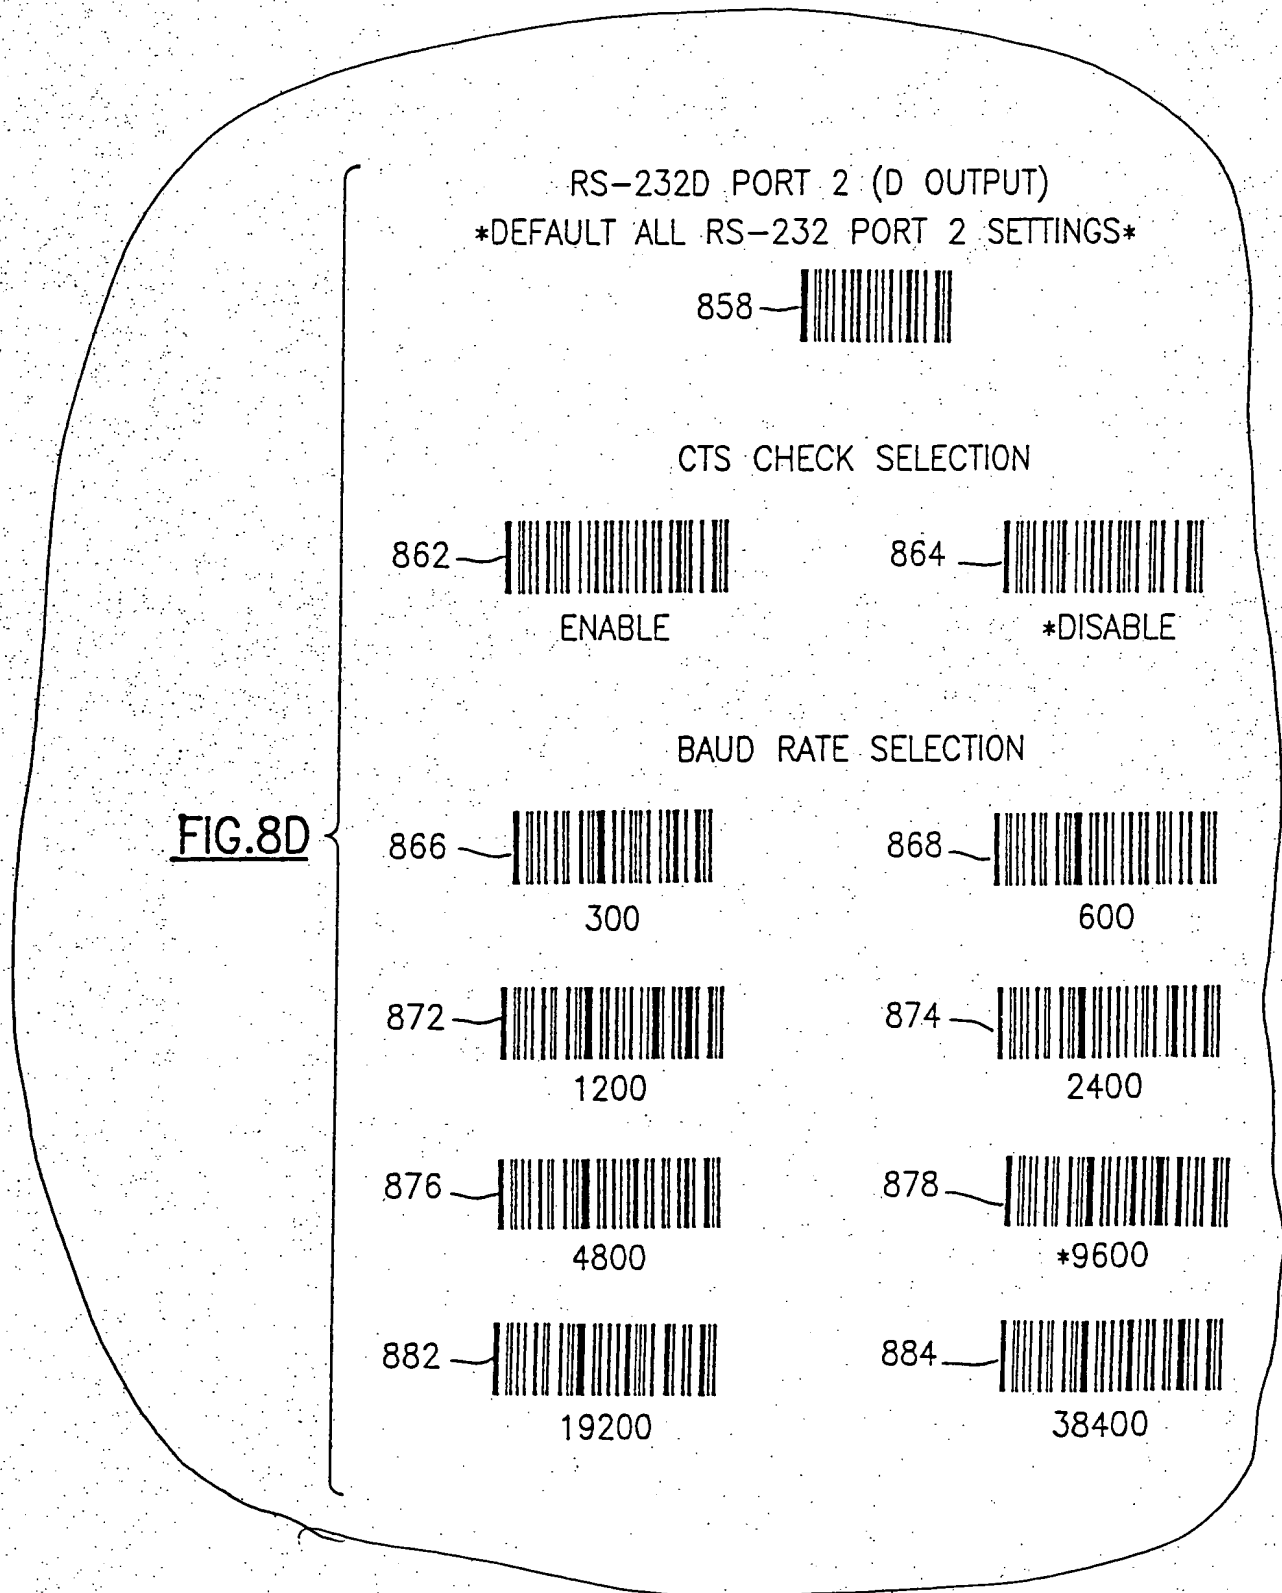 RS-232D PORT 2 (D OUTPUT)
*DEFAULT ALL RS-232 PORT 2 SETTINGS*
858
CTS CHECK SELECTION
862
864
ENABLE
*DISABLE
BAUD RATE SELECTION
FIG.8D
866
868
300
600
872
874
1200
2400
876
878
4800
*9600
882
884
19200
38400